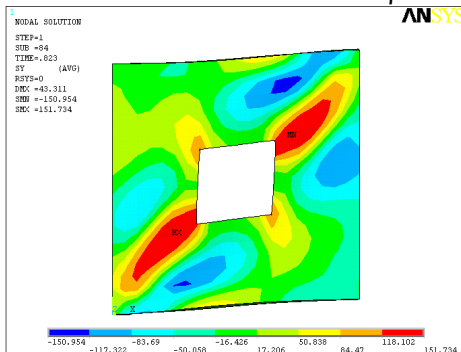 1
NODAL SOLUTION
STEP=1
SUB =84
TIME=.823
SY (AVG)
RSYS=0
DMX =43.311
SMN =-150.954
SMX =151.734
ANSYS
MN
MX
X
-150.954 -83.69 -16.426 50.838 118.102
-117.322 -50.058 17.206 84.47 151.734